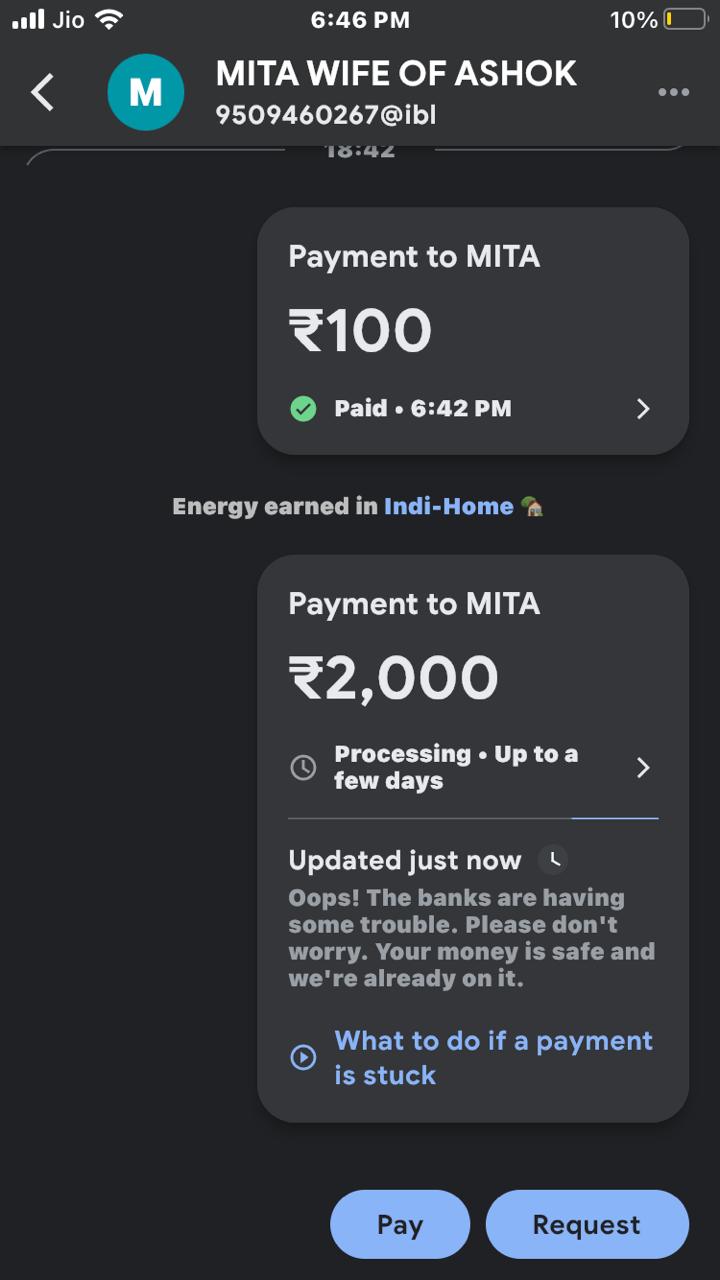 Jio
6:46 PM
10%
M
MITA WIFE OF ASHOK
9509460267@ibl
18:42
Payment to MITA
₹100
Paid • 6:42 PM
Energy earned in Indi-Home
Payment to MITA
₹2,000
Processing • Up to a
few days
Updated just now
Oops! The banks are having
some trouble. Please don't
worry. Your money is safe and
we're already on it.
What to do if a payment
is stuck
Pay
Request